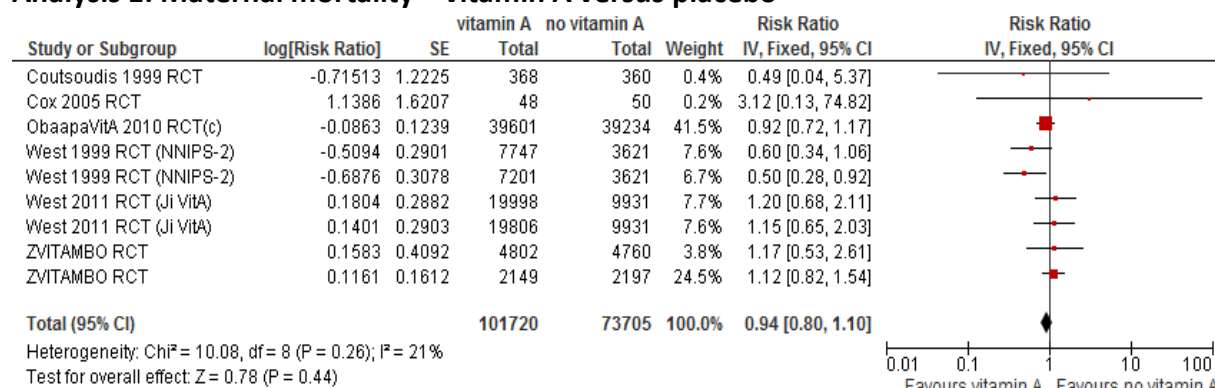 Analysis 2: Maternal mortality – vitamin A versus placebo
vitamin A no vitamin A Risk Ratio Risk Ratio
Study or Subgroup log[Risk Ratio] SE Total Total Weight IV, Fixed, 95% CI IV, Fixed, 95% CI
Coutsoudis 1999 RCT -0.71513 1.2225 368 360 0.4% 0.49 [0.04, 5.37]
Cox 2005 RCT 1.1386 1.6207 48 50 0.2% 3.12 [0.13, 74.82]
ObaapaVitA 2010 RCT(c) -0.0863 0.1239 39601 39234 41.5% 0.92 [0.72, 1.17]
West 1999 RCT (NNIPS-2) -0.5094 0.2901 7747 3621 7.6% 0.60 [0.34, 1.06]
West 1999 RCT (NNIPS-2) -0.6876 0.3078 7201 3621 6.7% 0.50 [0.28, 0.92]
West 2011 RCT (Ji VitA) 0.1804 0.2882 19998 9931 7.7% 1.20 [0.68, 2.11]
West 2011 RCT (Ji VitA) 0.1401 0.2903 19806 9931 7.6% 1.15 [0.65, 2.03]
ZVITAMBO RCT 0.1583 0.4092 4802 4760 3.8% 1.17 [0.53, 2.61]
ZVITAMBO RCT 0.1161 0.1612 2149 2197 24.5% 1.12 [0.82, 1.54]
Total (95% CI) 101720 73705 100.0% 0.94 [0.80, 1.10]
Heterogeneity: Chi² = 10.08, df = 8 (P = 0.26); I² = 21%
Test for overall effect: Z = 0.78 (P = 0.44)
0.01 0.1 1 10 100
Favours vitamin A Favours no vitamin A